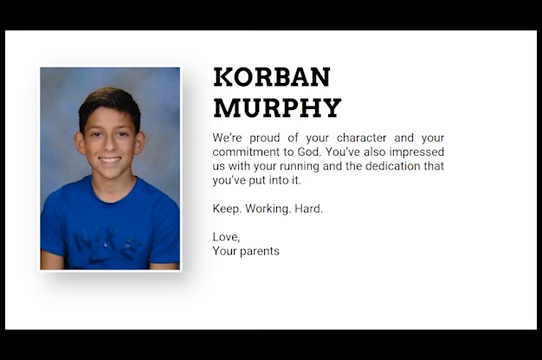 KORBAN
MURPHY
We're proud of your character and your
commitment to God. You've also impressed
us with your running and the dedication that
you've put into it.
Keep. Working. Hard.
Love,
Your parents
NIKE